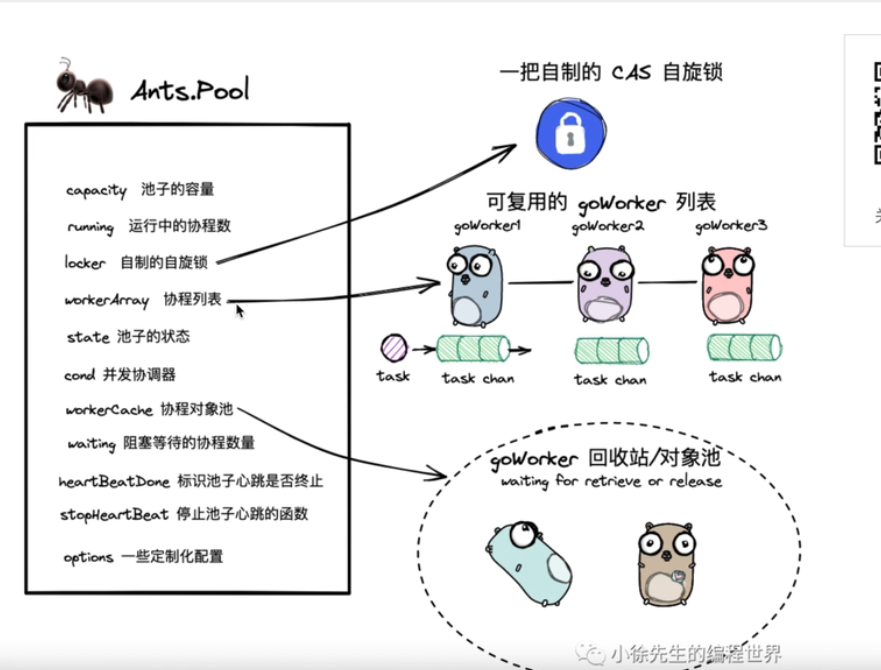 Ants.Pool
capacity 池子的容量
running 运行中的协程数
locker 自制的自旋锁
workerArray 协程列表
state 池子的状态
cond 并发协调器
workerCache 协程对象池
waiting 阻塞等待的协程数量
heartBeatDone 标识池子心跳是否终止
stopHeartBeat 停止池子心跳的函数
options 一些定制化配置
一把自制的 CAS 自旋锁
可复用的 goWorker 列表
goWorker1 goWorker2 goWorker3
task task chan task chan task chan
goWorker 回收站/对象池
waiting for retrieve or release
小徐先生的编程世界